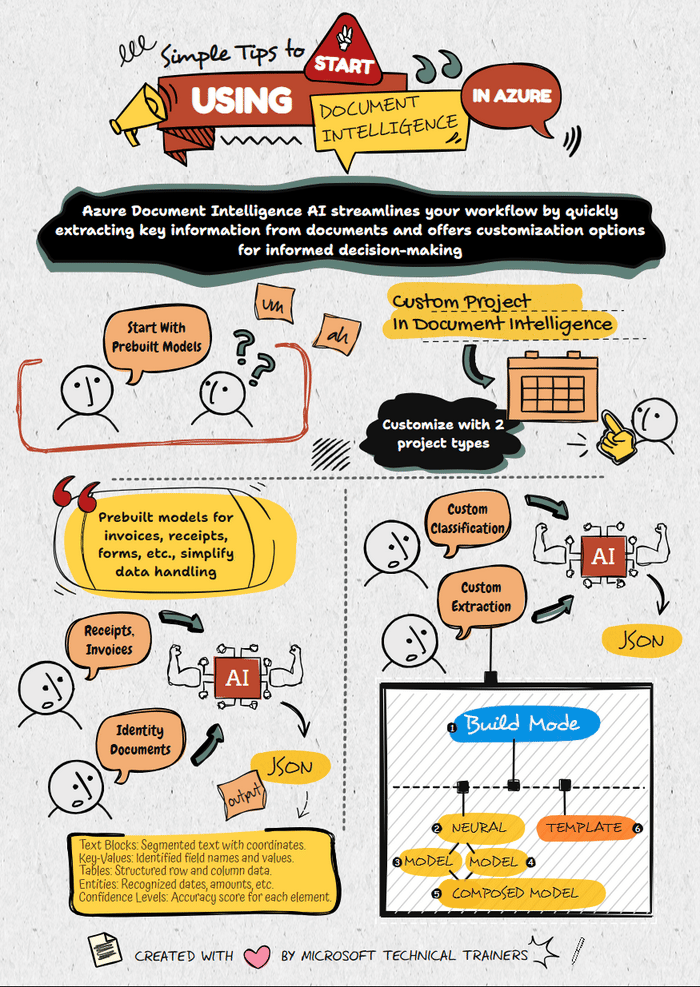 Simple Tips to
START
USING
DOCUMENT
INTELLIGENCE
IN AZURE
Azure Document Intelligence AI streamlines your workflow by quickly
extracting key information from documents and offers customization options
for informed decision-making
Start With
Prebuilt Models
um
ah
Custom Project
In Document Intelligence
Customize with 2
project types
Prebuilt models for
invoices, receipts,
forms, etc., simplify
data handling
Receipts,
Invoices
AI
Identity
Documents
JSON
output
Text Blocks: Segmented text with coordinates.
Key-Values: Identified field names and values.
Tables: Structured row and column data.
Entities: Recognized dates, amounts, etc.
Confidence Levels: Accuracy score for each element.
Custom
Classification
AI
Custom
Extraction
JSON
1 Build Mode
2 NEURAL
TEMPLATE 6
3 MODEL
MODEL 4
5 COMPOSED MODEL
CREATED WITH BY MICROSOFT TECHNICAL TRAINERS